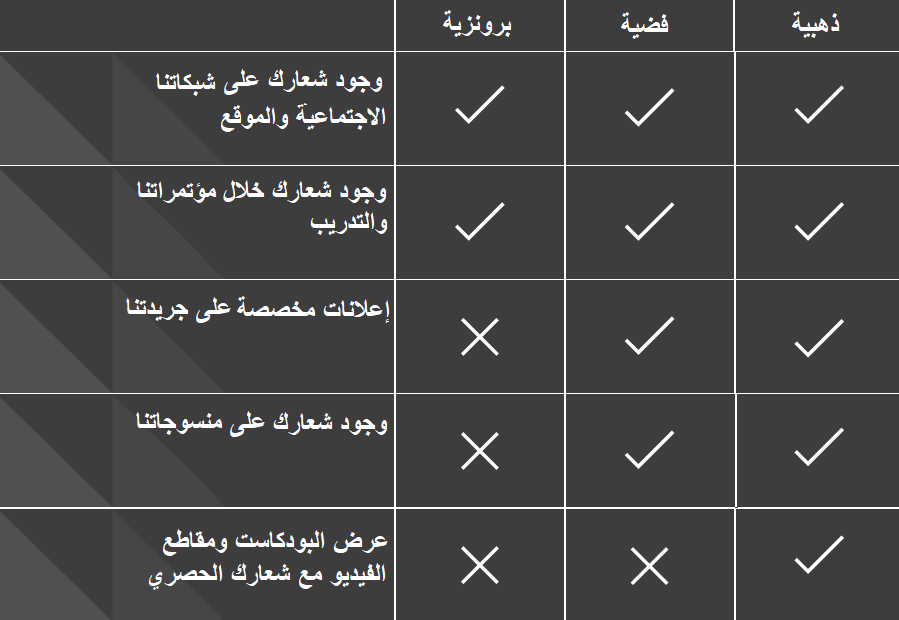 ذهبية
فضية
برونزية
وجود شعارك على شبكاتنا
الاجتماعية والموقع
وجود شعارك خلال مؤتمراتنا
والتدريب
إعلانات مخصصة على جريدتنا
وجود شعارك على منسوجاتنا
عرض البودكاست ومقاطع
الفيديو مع شعارك الحصري